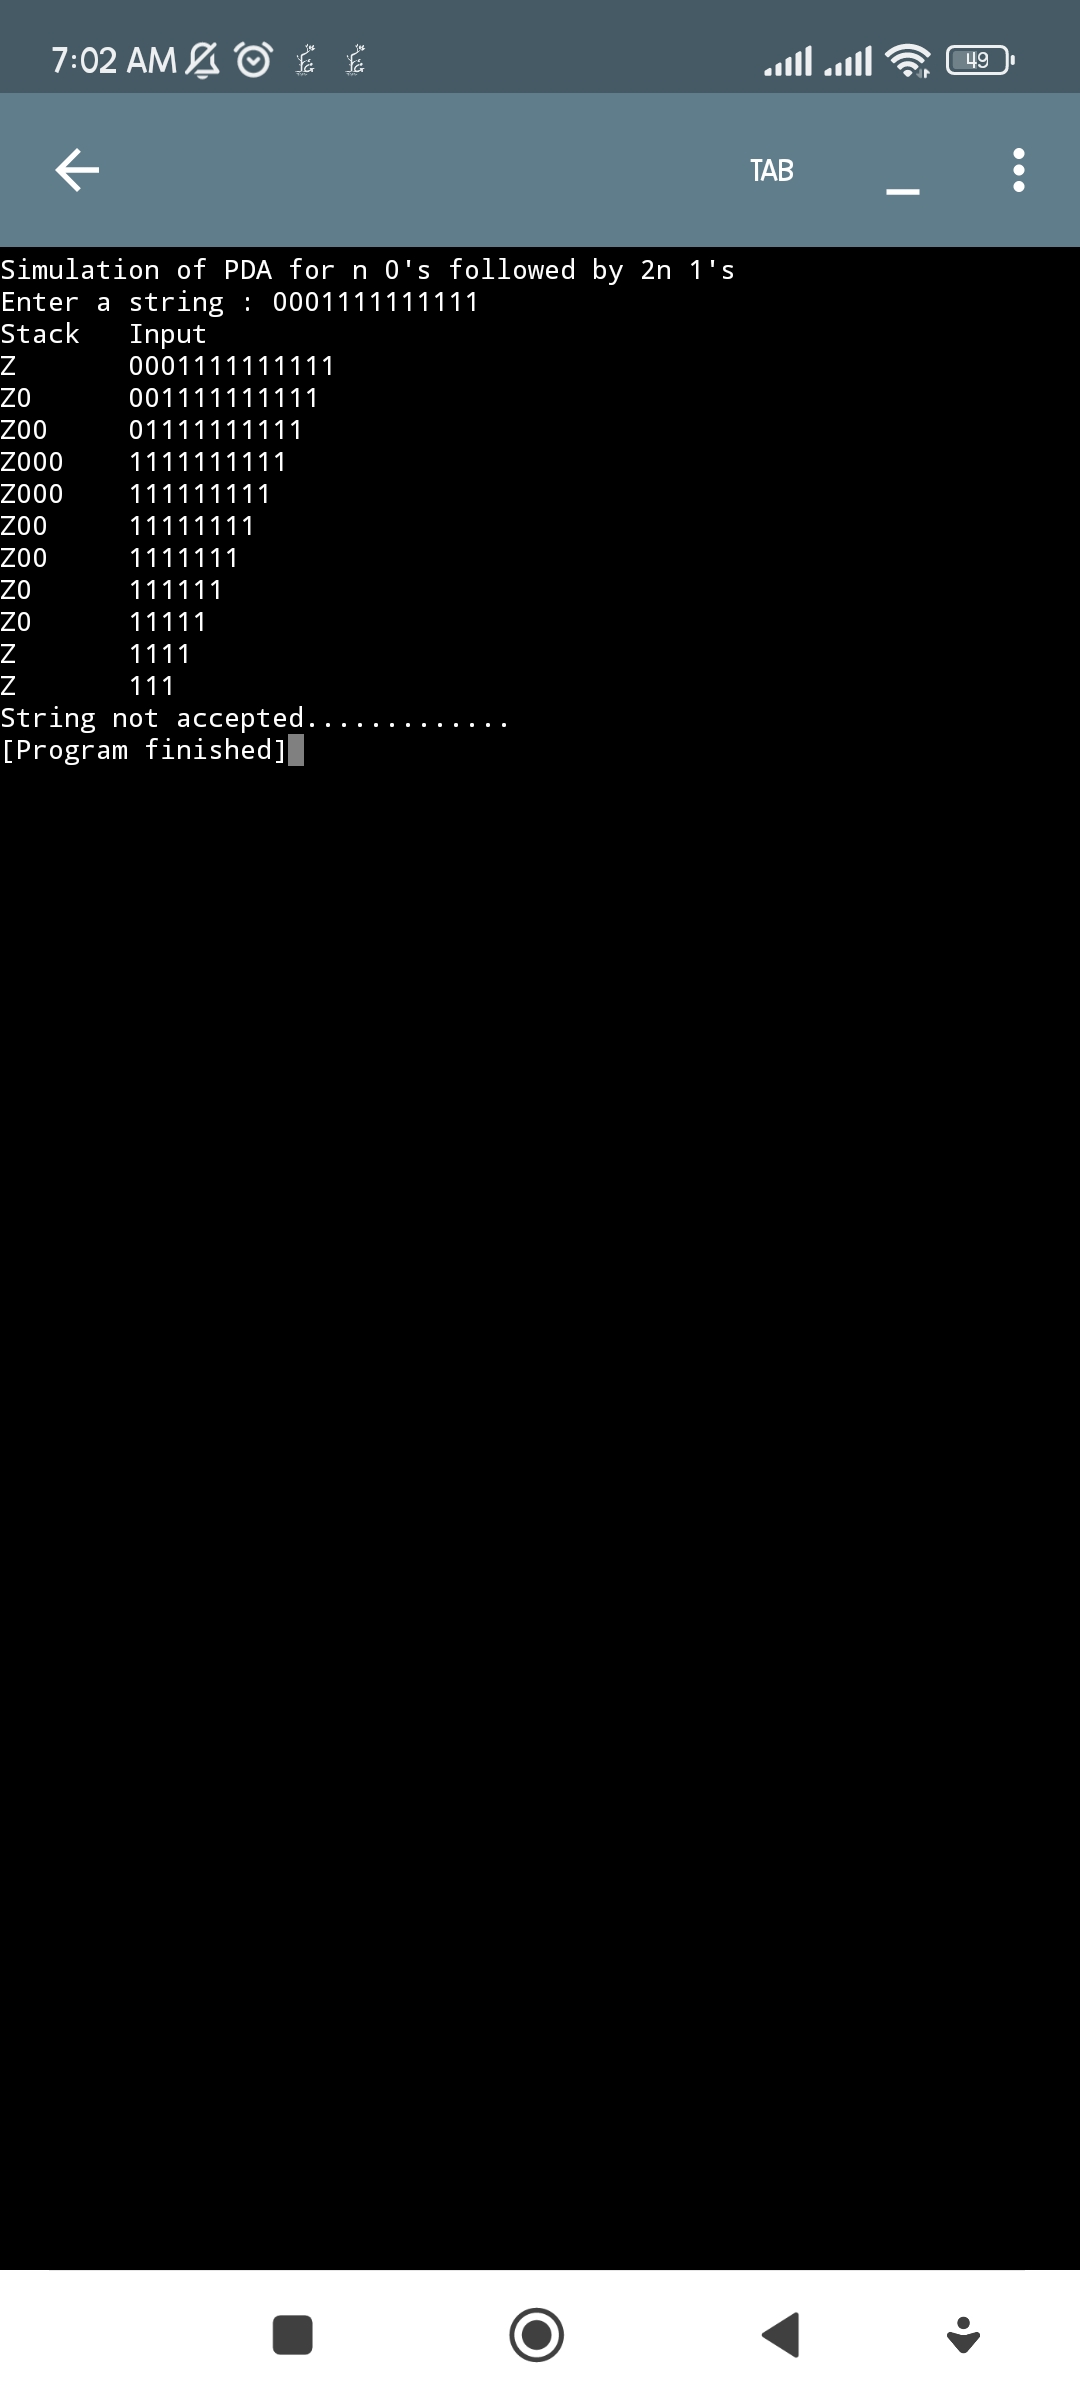 7:02 AM 49
TAB
Simulation of PDA for n 0's followed by 2n 1's
Enter a string : 0001111111111
Stack   Input
Z       0001111111111
Z0      001111111111
Z00     01111111111
Z000    1111111111
Z000    111111111
Z00     11111111
Z00     1111111
Z0      111111
Z0      11111
Z       1111
Z       111
String not accepted.............
[Program finished]